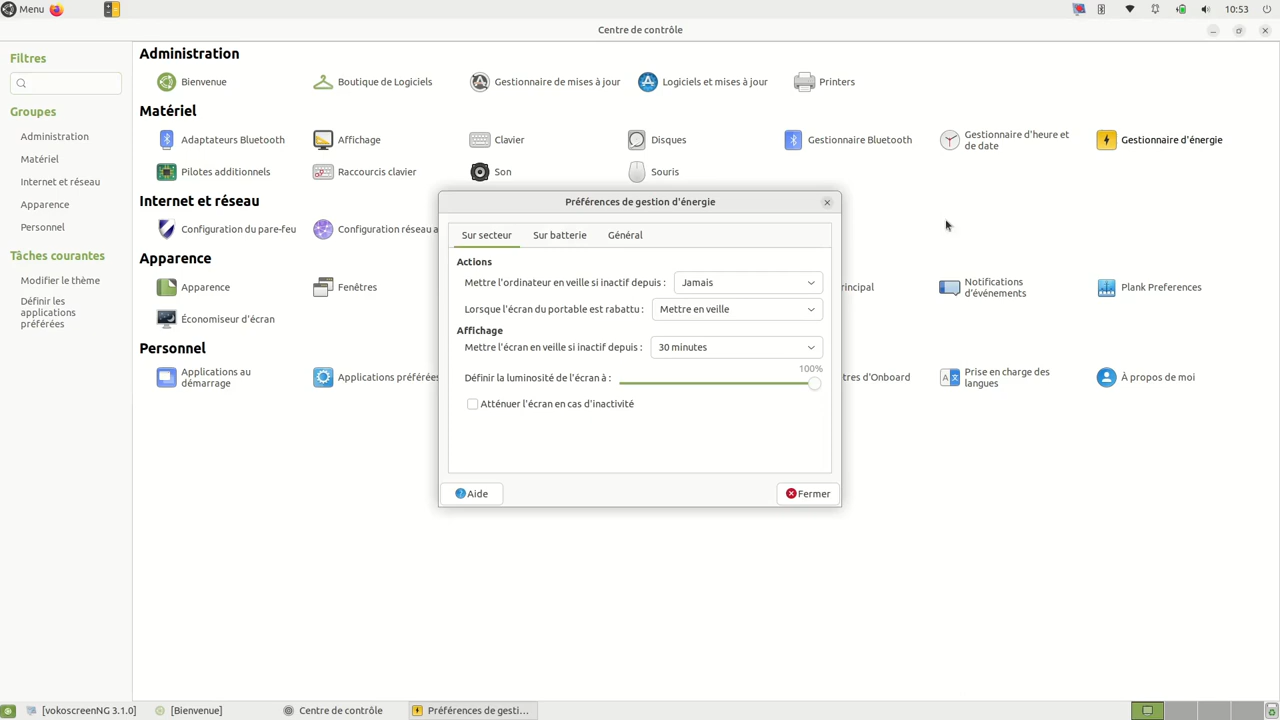 Menu
10:53
Centre de contrôle
Filtres
Groupes
Administration
Matériel
Internet et réseau
Apparence
Personnel
Tâches courantes
Modifier le thème
Définir les
applications
préférées
Administration
Bienvenue
Boutique de Logiciels
Gestionnaire de mises à jour
Logiciels et mises à jour
Printers
Matériel
Adaptateurs Bluetooth
Affichage
Clavier
Disques
Gestionnaire Bluetooth
Gestionnaire d'heure et
de date
Gestionnaire d'énergie
Pilotes additionnels
Raccourcis clavier
Son
Souris
Internet et réseau
Configuration du pare-feu
Configuration réseau a
Apparence
Apparence
Fenêtres
rincipal
Notifications
d'événements
Plank Preferences
Économiseur d'écran
Personnel
Applications au
démarrage
Applications préférées
tres d'Onboard
Prise en charge des
langues
À propos de moi
Préférences de gestion d'énergie
Sur secteur
Sur batterie
Général
Actions
Mettre l'ordinateur en veille si inactif depuis :
Jamais
Lorsque l'écran du portable est rabattu :
Mettre en veille
Affichage
Mettre l'écran en veille si inactif depuis :
30 minutes
100%
Définir la luminosité de l'écran à :
Atténuer l'écran en cas d'inactivité
Aide
Fermer
[vokoscreenNG 3.1.0]
[Bienvenue]
Centre de contrôle
Préférences de gesti...